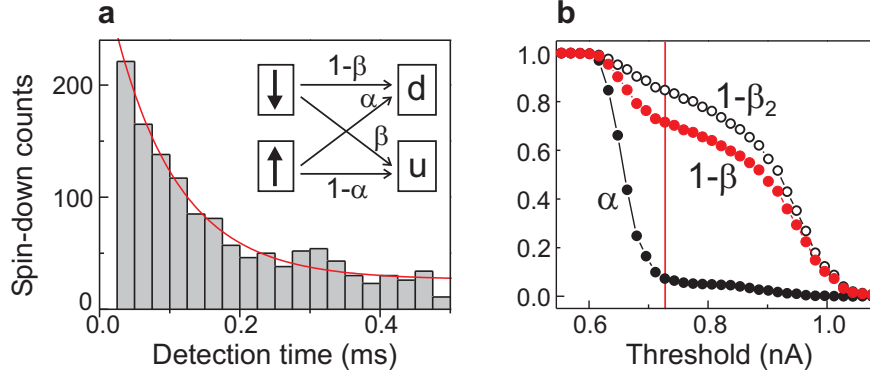 a
Spin-down counts
200
100
0
0.0
0.2
0.4
Detection time (ms)
1-β
α
β
1-α
d
u
b
1.0
0.8
0.6
0.4
0.2
0.0
0.6
0.8
1.0
Threshold (nA)
1-β₂
1-β
α